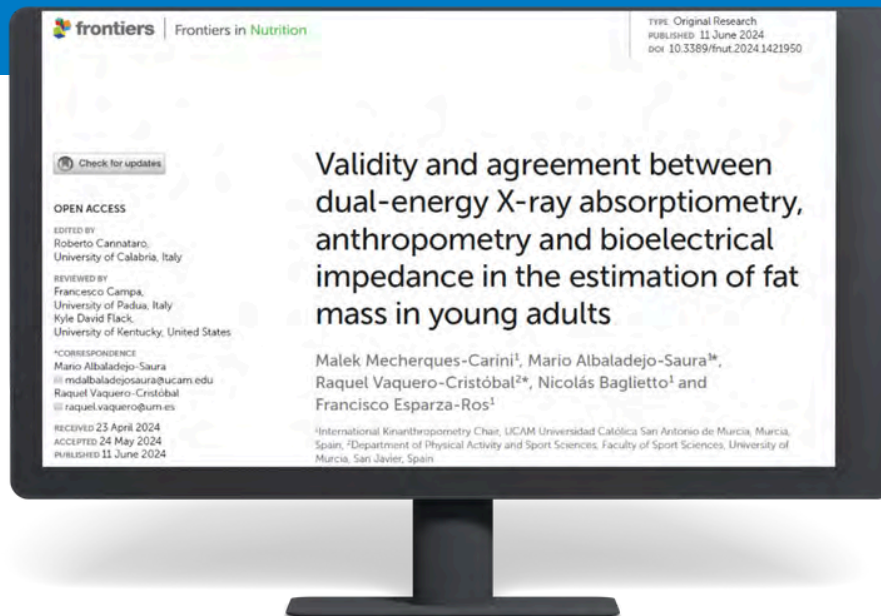 frontiers | Frontiers in Nutrition
TYPE Original Research
PUBLISHED 11 June 2024
DOI 10.3389/fnut.2024.1421950
Check for updates
OPEN ACCESS
EDITED BY
Roberto Cannataro,
University of Calabria, Italy
REVIEWED BY
Francesco Campa,
University of Padua, Italy
Kyle David Flack,
University of Kentucky, United States
*CORRESPONDENCE
Mario Albaladejo-Saura
mdalbaladejosaura@ucam.edu
Raquel Vaquero-Cristóbal
raquel.vaquero@um.es
RECEIVED 23 April 2024
ACCEPTED 24 May 2024
PUBLISHED 11 June 2024
Validity and agreement between
dual-energy X-ray absorptiometry,
anthropometry and bioelectrical
impedance in the estimation of fat
mass in young adults
Malek Mecherques-Carini¹, Mario Albaladejo-Saura¹*,
Raquel Vaquero-Cristóbal²*, Nicolás Baglietto¹ and
Francisco Esparza-Ros¹
¹International Kinanthropometry Chair, UCAM Universidad Católica San Antonio de Murcia, Murcia,
Spain, ²Department of Physical Activity and Sport Sciences, Faculty of Sport Sciences, University of
Murcia, San Javier, Spain